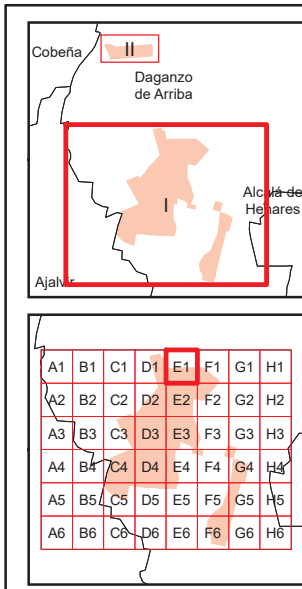 II
Cobeña
Daganzo
de Arriba
I
Alcalá de
Henares
Ajalvir
A1 B1 C1 D1 E1 F1 G1 H1
A2 B2 C2 D2 E2 F2 G2 H2
A3 B3 C3 D3 E3 F3 G3 H3
A4 B4 C4 D4 E4 F4 G4 H4
A5 B5 C5 D5 E5 F5 G5 H5
A6 B6 C6 D6 E6 F6 G6 H6